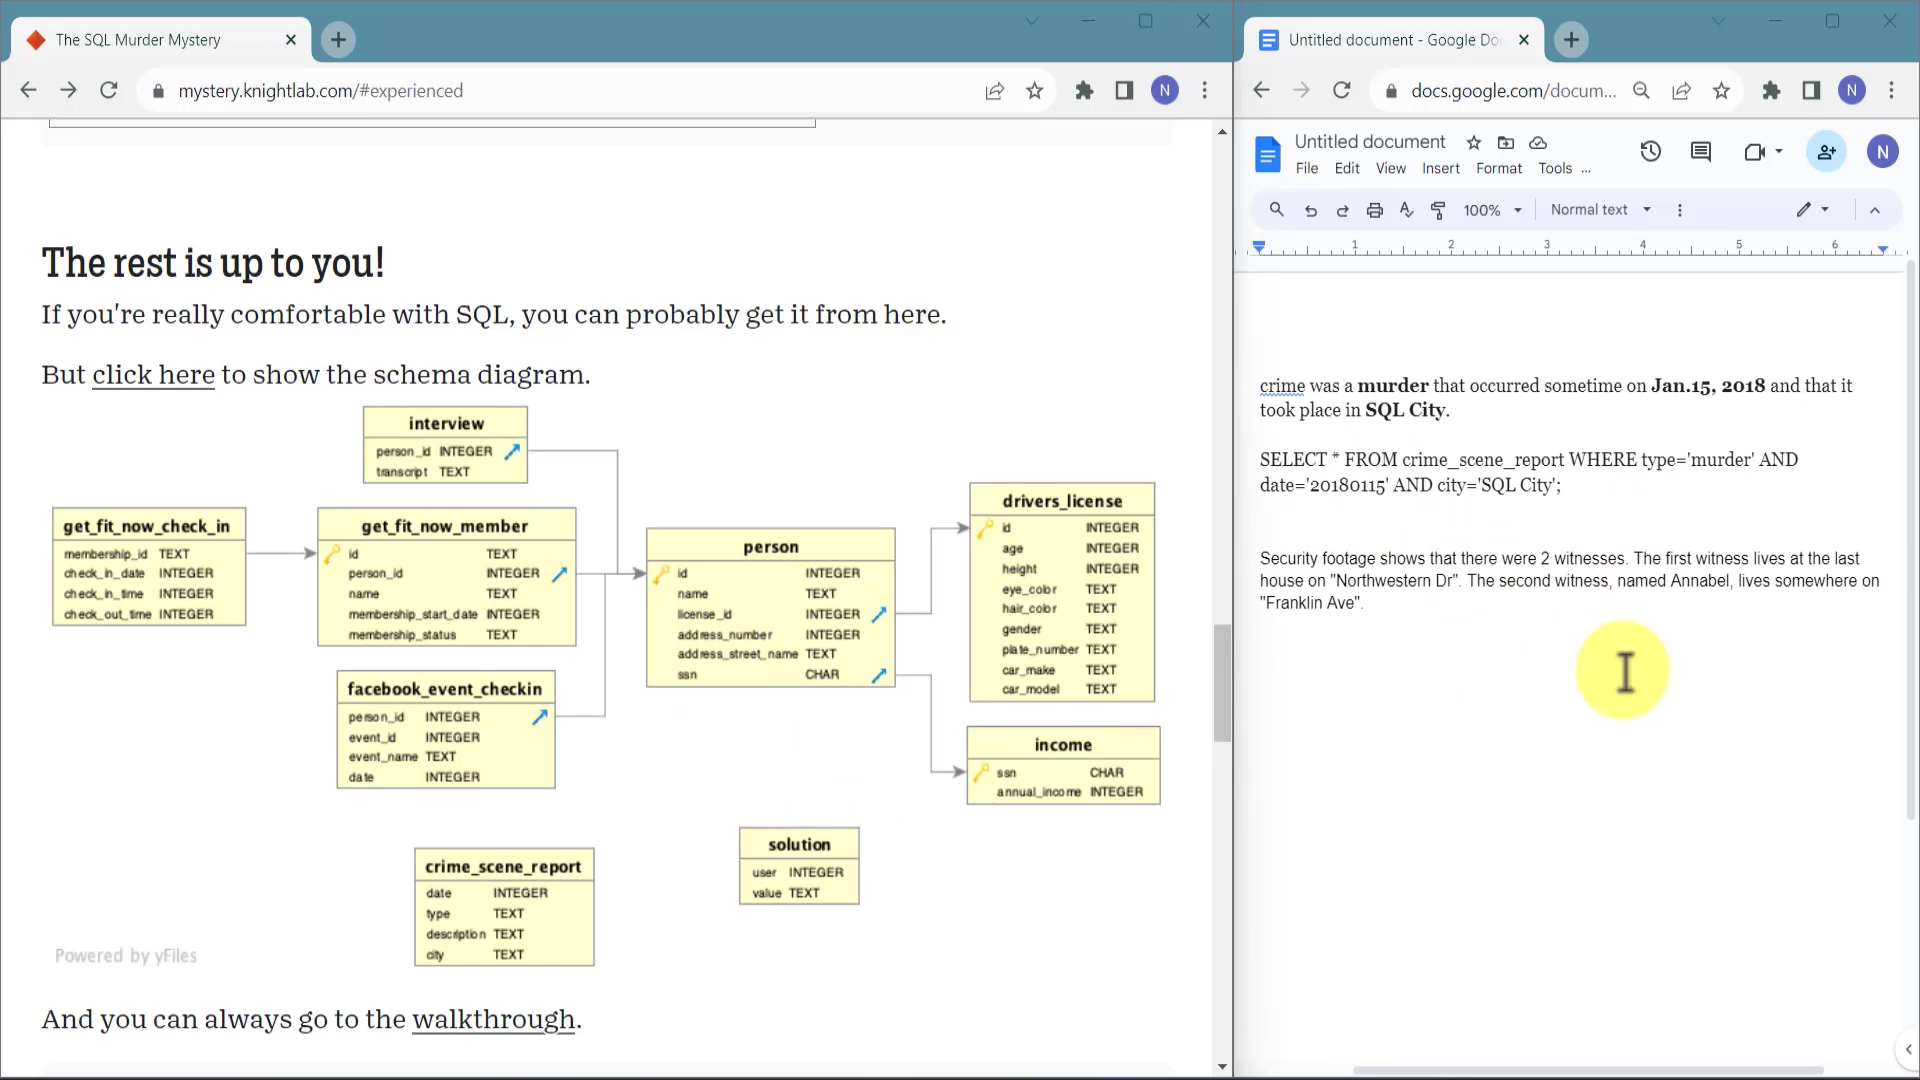 The SQL Murder Mystery
mystery.knightlab.com/#experienced
N
The rest is up to you!
If you're really comfortable with SQL, you can probably get it from here.
But click here to show the schema diagram.
interview
person_id INTEGER
transcript TEXT
get_fit_now_check_in
membership_id TEXT
check_in_date INTEGER
check_in_time INTEGER
check_out_time INTEGER
get_fit_now_member
id TEXT
person_id INTEGER
name TEXT
membership_start_date INTEGER
membership_status TEXT
person
id INTEGER
name TEXT
license_id INTEGER
address_number INTEGER
address_street_name TEXT
ssn CHAR
drivers_license
id INTEGER
age INTEGER
height INTEGER
eye_color TEXT
hair_color TEXT
gender TEXT
plate_number TEXT
car_make TEXT
car_model TEXT
facebook_event_checkin
person_id INTEGER
event_id INTEGER
event_name TEXT
date INTEGER
income
ssn CHAR
annual_income INTEGER
solution
user INTEGER
value TEXT
crime_scene_report
date INTEGER
type TEXT
description TEXT
city TEXT
Powered by yFiles
And you can always go to the walkthrough.
Untitled document - Google Do
docs.google.com/docum...
N
Untitled document
N
File Edit View Insert Format Tools ...
100% Normal text
1 2 3 4 5 6
crime was a murder that occurred sometime on Jan.15, 2018 and that it
took place in SQL City.
SELECT * FROM crime_scene_report WHERE type='murder' AND
date='20180115' AND city='SQL City';
Security footage shows that there were 2 witnesses. The first witness lives at the last
house on "Northwestern Dr". The second witness, named Annabel, lives somewhere on
"Franklin Ave".